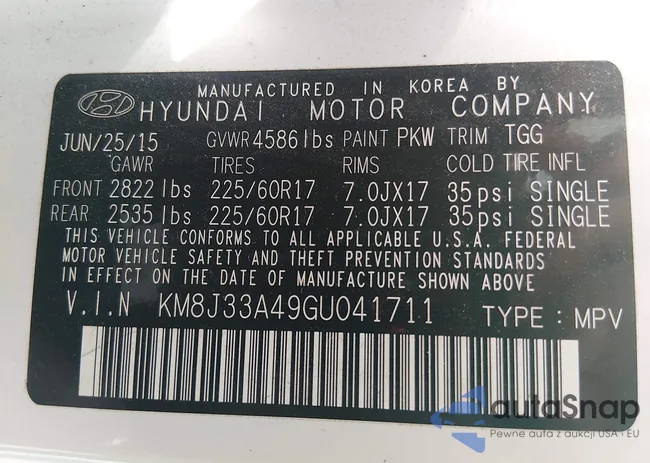 MANUFACTURED IN KOREA BY
HYUNDAI MOTOR COMPANY
JUN/25/15 GVWR 4586 lbs PAINT PKW TRIM TGG
GAWR TIRES RIMS COLD TIRE INFL
FRONT 2822 lbs 225/60R17 7.0JX17 35psi SINGLE
REAR 2535 lbs 225/60R17 7.0JX17 35psi SINGLE
THIS VEHICLE CONFORMS TO ALL APPLICABLE U.S.A. FEDERAL
MOTOR VEHICLE SAFETY AND THEFT PREVENTION STANDARDS
IN EFFECT ON THE DATE OF MANUFACTURE SHOWN ABOVE.
V.I.N KM8J33A49GU041711 TYPE : MPV
autaSnap
Pewne auta z aukcji USA i EU